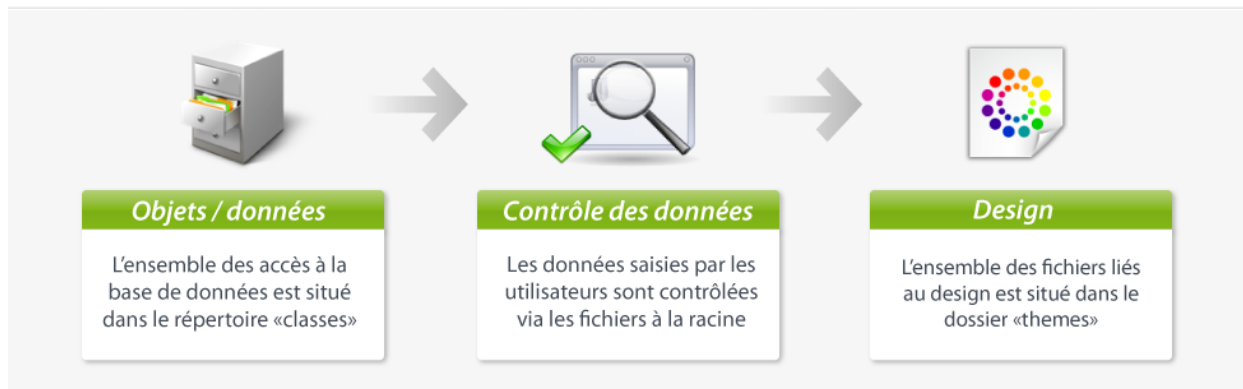 Objets / données
L'ensemble des accès à la
base de données est situé
dans le répertoire «classes»
Contrôle des données
Les données saisies par les
utilisateurs sont contrôlées
via les fichiers à la racine
Design
L'ensemble des fichiers liés
au design est situé dans le
dossier «themes»